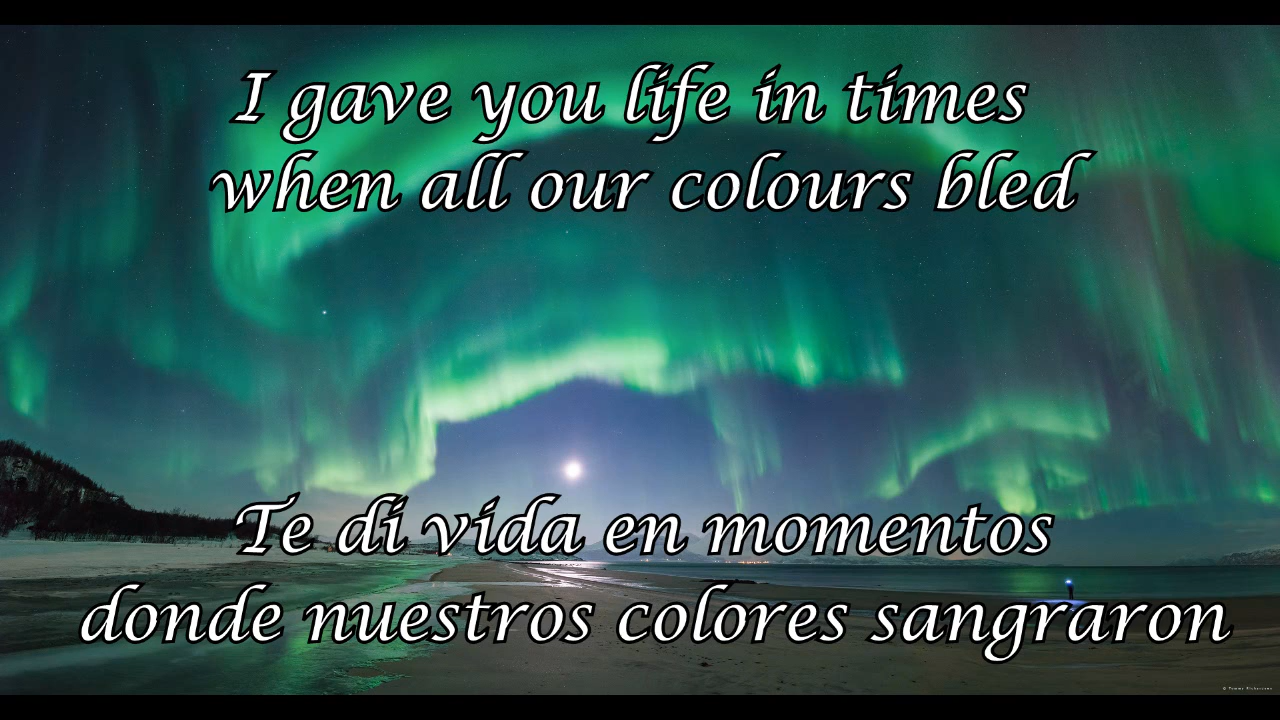 I gave you life in times
when all our colours bled
Te di vida en momentos
donde nuestros colores sangraron